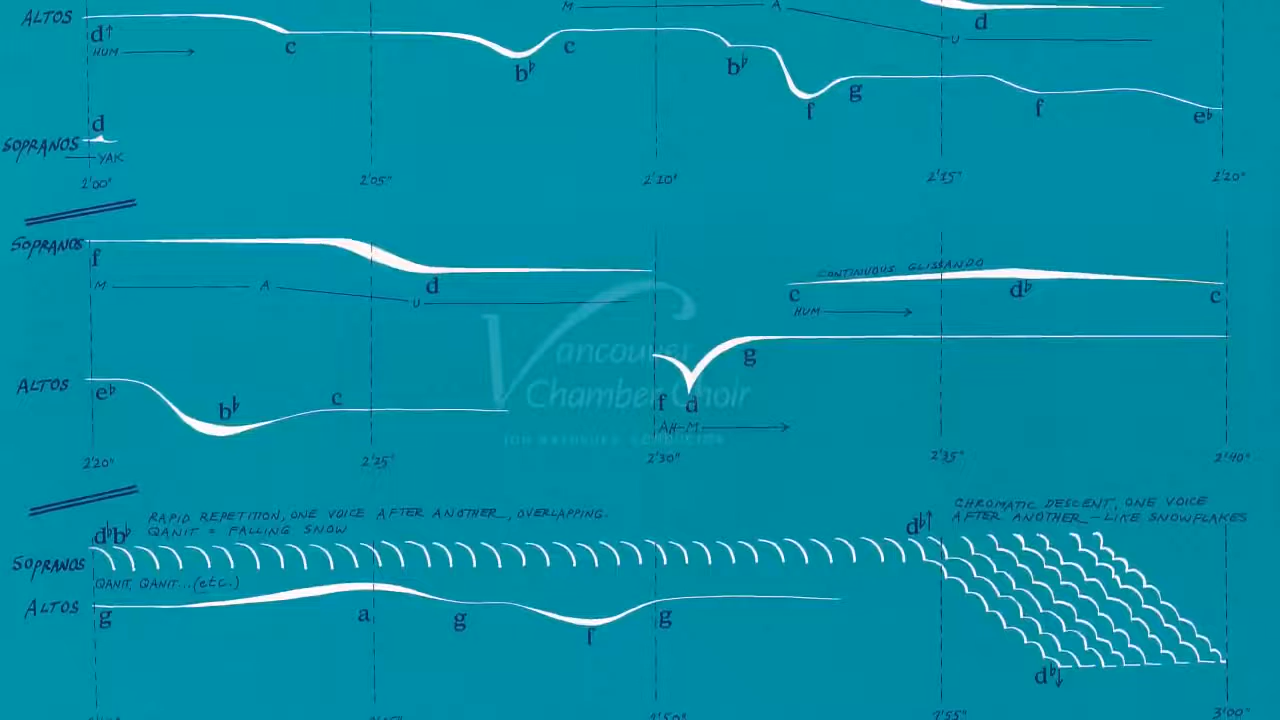 M A
ALTOS
d↑ c b♭ c b♭ f g f e♭
d U
HUM
d
SOPRANOS
YAK
2'00" 2'05" 2'10" 2'15" 2'20"
SOPRANOS
f d
M A U
CONTINUOUS GLISSANDO
c d♭ c
HUM
Vancouver
Chamber Choir
ALTOS
e♭ b♭ c
g
f d
AH-M
2'20" 2'25" 2'30" 2'35" 2'40"
RAPID REPETITION, ONE VOICE AFTER ANOTHER, OVERLAPPING.
QANIT = FALLING SNOW
CHROMATIC DESCENT, ONE VOICE
AFTER ANOTHER – LIKE SNOWFLAKES
d♭b♭ d♭↑
SOPRANOS
QANIT, QANIT...(etc.)
ALTOS
g a g f g
d♭↓
2'50" 2'55" 3'00"